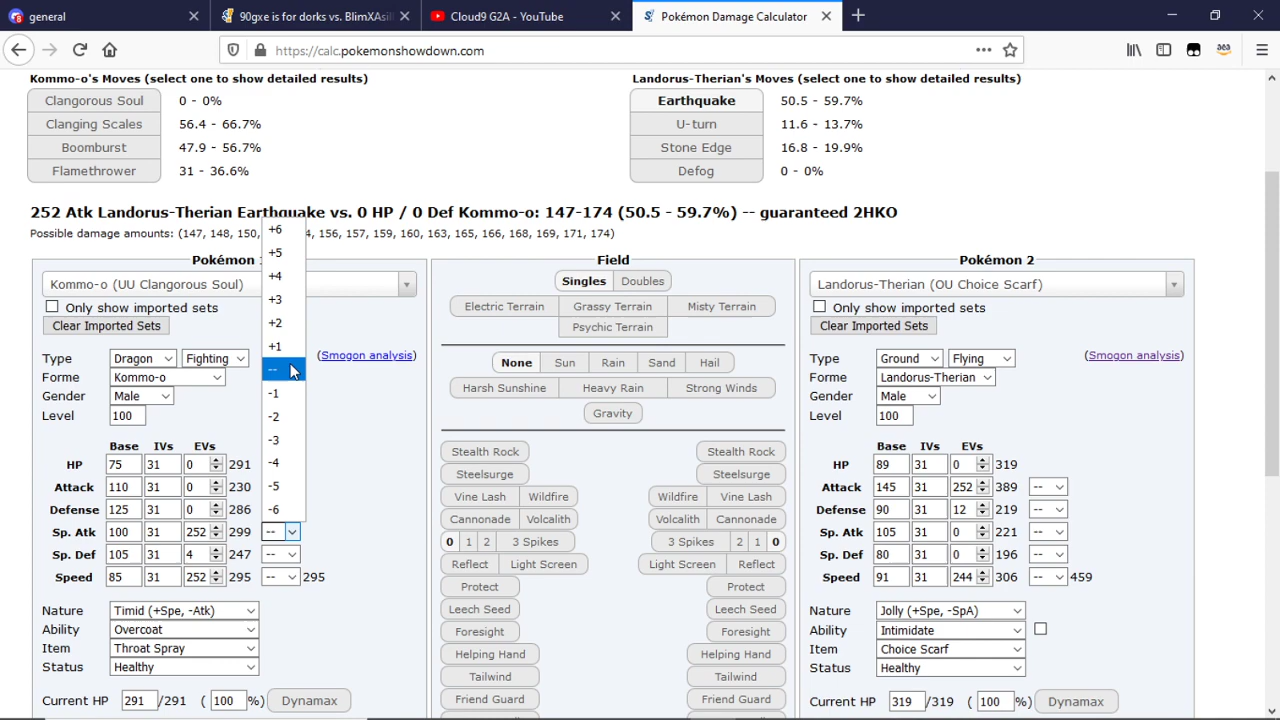 general
90gxe is for dorks vs. BlimXAsil
Cloud9 G2A - YouTube
Pokémon Damage Calculator
https://calc.pokemonshowdown.com
Kommo-o's Moves (select one to show detailed results)
Landorus-Therian's Moves (select one to show detailed results)
Clangorous Soul 0 - 0%
Earthquake 50.5 - 59.7%
Clanging Scales 56.4 - 66.7%
U-turn 11.6 - 13.7%
Boomburst 47.9 - 56.7%
Stone Edge 16.8 - 19.9%
Flamethrower 31 - 36.6%
Defog 0 - 0%
252 Atk Landorus-Therian Earthquake vs. 0 HP / 0 Def Kommo-o: 147-174 (50.5 - 59.7%) -- guaranteed 2HKO
Possible damage amounts: (147, 148, 150, 4, 156, 157, 159, 160, 163, 165, 166, 168, 169, 171, 174)
+6
+5
+4
+3
+2
+1
--
-1
-2
-3
-4
-5
-6
Pokémon
Kommo-o (UU Clangorous Soul)
Only show imported sets
Clear Imported Sets
Type Dragon Fighting (Smogon analysis)
Forme Kommo-o
Gender Male
Level 100
Base IVs EVs
HP 75 31 0 291
Attack 110 31 0 230
Defense 125 31 0 286
Sp. Atk 100 31 252 299 --
Sp. Def 105 31 4 247 --
Speed 85 31 252 295 -- 295
Nature Timid (+Spe, -Atk)
Ability Overcoat
Item Throat Spray
Status Healthy
Current HP 291 /291 ( 100 %) Dynamax
Field
Singles Doubles
Electric Terrain Grassy Terrain Misty Terrain
Psychic Terrain
None Sun Rain Sand Hail
Harsh Sunshine Heavy Rain Strong Winds
Gravity
Stealth Rock Stealth Rock
Steelsurge Steelsurge
Vine Lash Wildfire Wildfire Vine Lash
Cannonade Volcalith Volcalith Cannonade
0 1 2 3 Spikes 3 Spikes 2 1 0
Reflect Light Screen Light Screen Reflect
Protect Protect
Leech Seed Leech Seed
Foresight Foresight
Helping Hand Helping Hand
Tailwind Tailwind
Friend Guard Friend Guard
Pokémon 2
Landorus-Therian (OU Choice Scarf)
Only show imported sets
Clear Imported Sets
Type Ground Flying (Smogon analysis)
Forme Landorus-Therian
Gender Male
Level 100
Base IVs EVs
HP 89 31 0 319
Attack 145 31 252 389 --
Defense 90 31 12 219 --
Sp. Atk 105 31 0 221 --
Sp. Def 80 31 0 196 --
Speed 91 31 244 306 -- 459
Nature Jolly (+Spe, -SpA)
Ability Intimidate
Item Choice Scarf
Status Healthy
Current HP 319 /319 ( 100 %) Dynamax